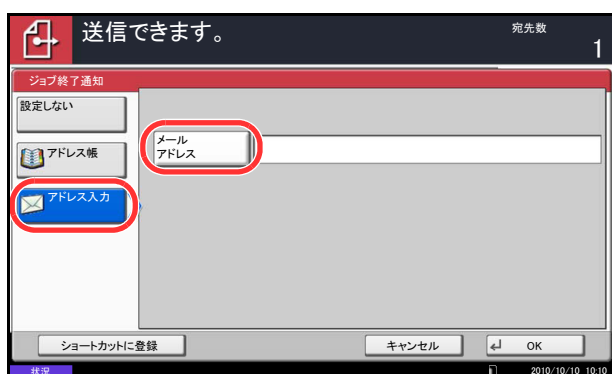 送信できます。
宛先数
1
ジョブ終了通知
設定しない
アドレス帳
メール
アドレス
アドレス入力
ショートカットに登録
キャンセル
OK
状況
2010/10/10 10:10